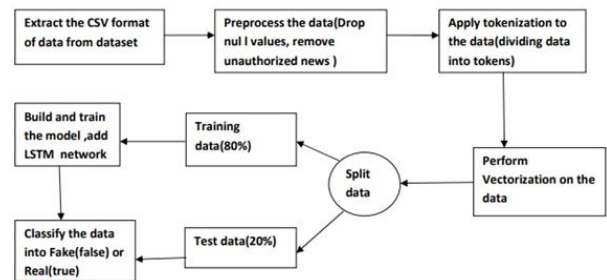 Extract the CSV format
of data from dataset
Preprocess the data(Drop
nul l values, remove
unauthorized news )
Apply tokenization to
the data(dividing data
into tokens)
Perform
Vectorization on the
data
Split
data
Training
data(80%)
Test data(20%)
Build and train
the model ,add
LSTM network
Classify the data
into Fake(false) or
Real(true)